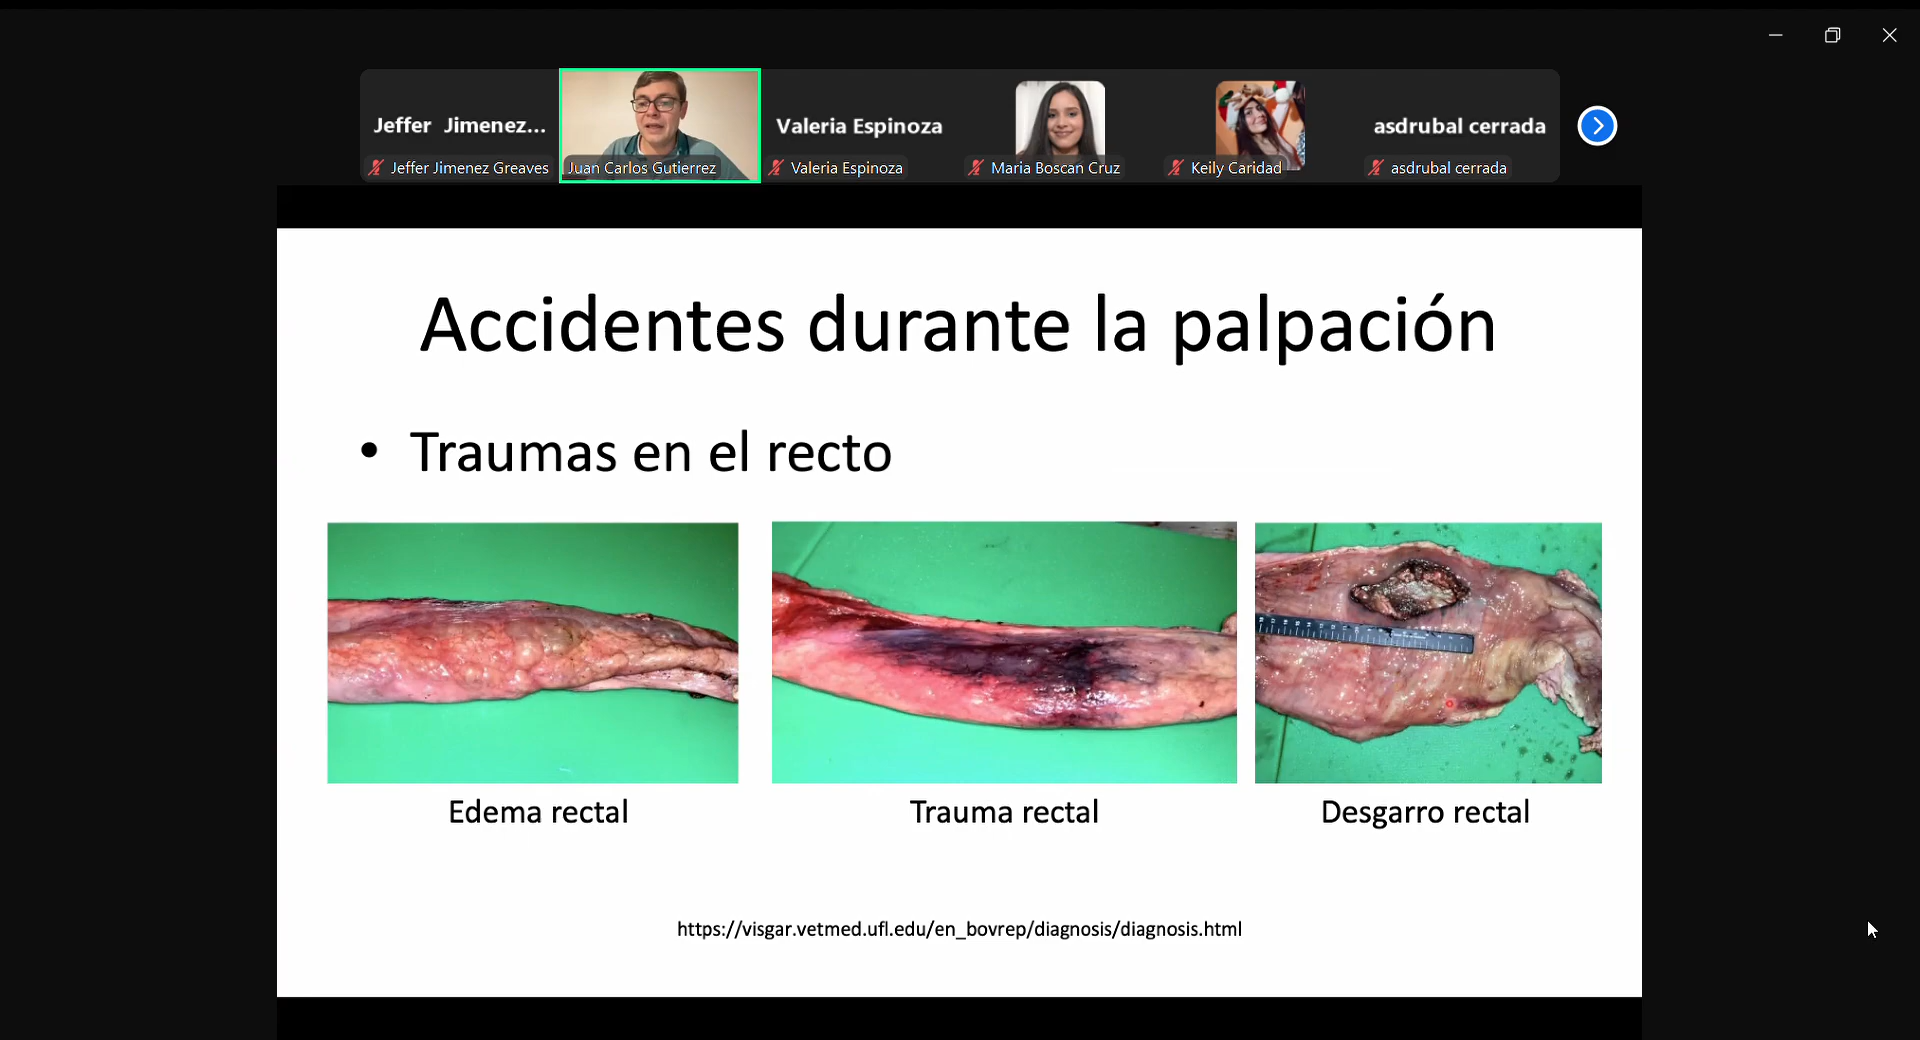 Jeffer Jimenez...
Valeria Espinoza
asdrubal cerrada
Jeffer Jimenez Greaves
Juan Carlos Gutierrez
Valeria Espinoza
Maria Boscan Cruz
Keily Caridad
asdrubal cerrada
Accidentes durante la palpación
• Traumas en el recto
Edema rectal
Trauma rectal
Desgarro rectal
https://visgar.vetmed.ufl.edu/en_bovrep/diagnosis/diagnosis.html